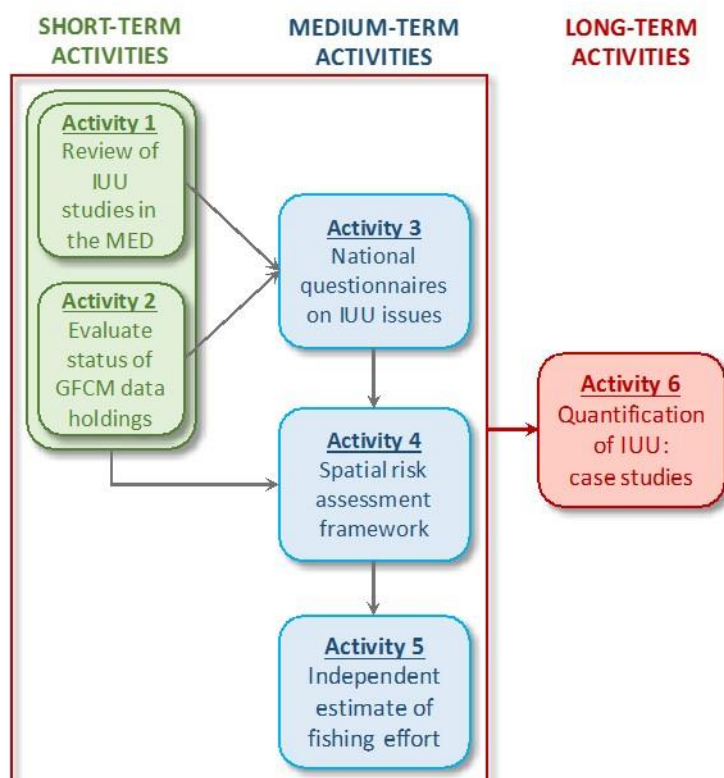 SHORT-TERM
ACTIVITIES
MEDIUM-TERM
ACTIVITIES
LONG-TERM
ACTIVITIES
Activity 1
Review of
IUU
studies in
the MED
Activity 2
Evaluate
status of
GFCM data
holdings
Activity 3
National
questionnaires
on IUU issues
Activity 4
Spatial risk
assessment
framework
Activity 5
Independent
estimate of
fishing effort
Activity 6
Quantification
of IUU:
case studies